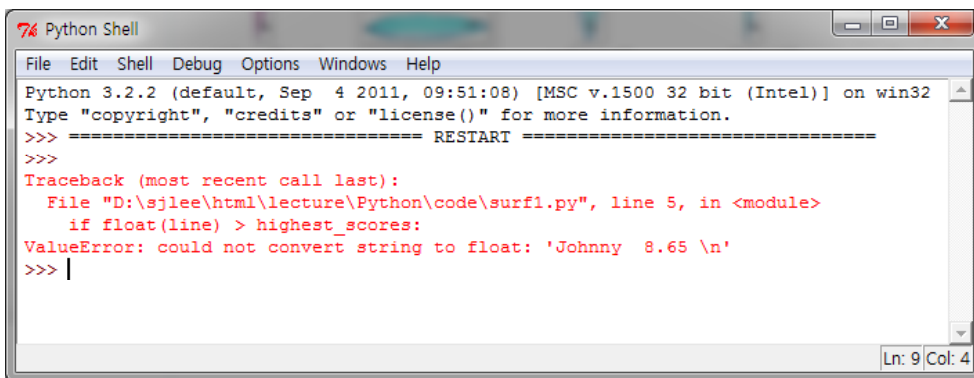 Python Shell
File Edit Shell Debug Options Windows Help
Python 3.2.2 (default, Sep  4 2011, 09:51:08) [MSC v.1500 32 bit (Intel)] on win32
Type "copyright", "credits" or "license()" for more information.
>>> ================================ RESTART ================================
>>>
Traceback (most recent call last):
  File "D:\sjlee\html\lecture\Python\code\surf1.py", line 5, in <module>
    if float(line) > highest_scores:
ValueError: could not convert string to float: 'Johnny  8.65 \n'
>>>
Ln: 9 Col: 4